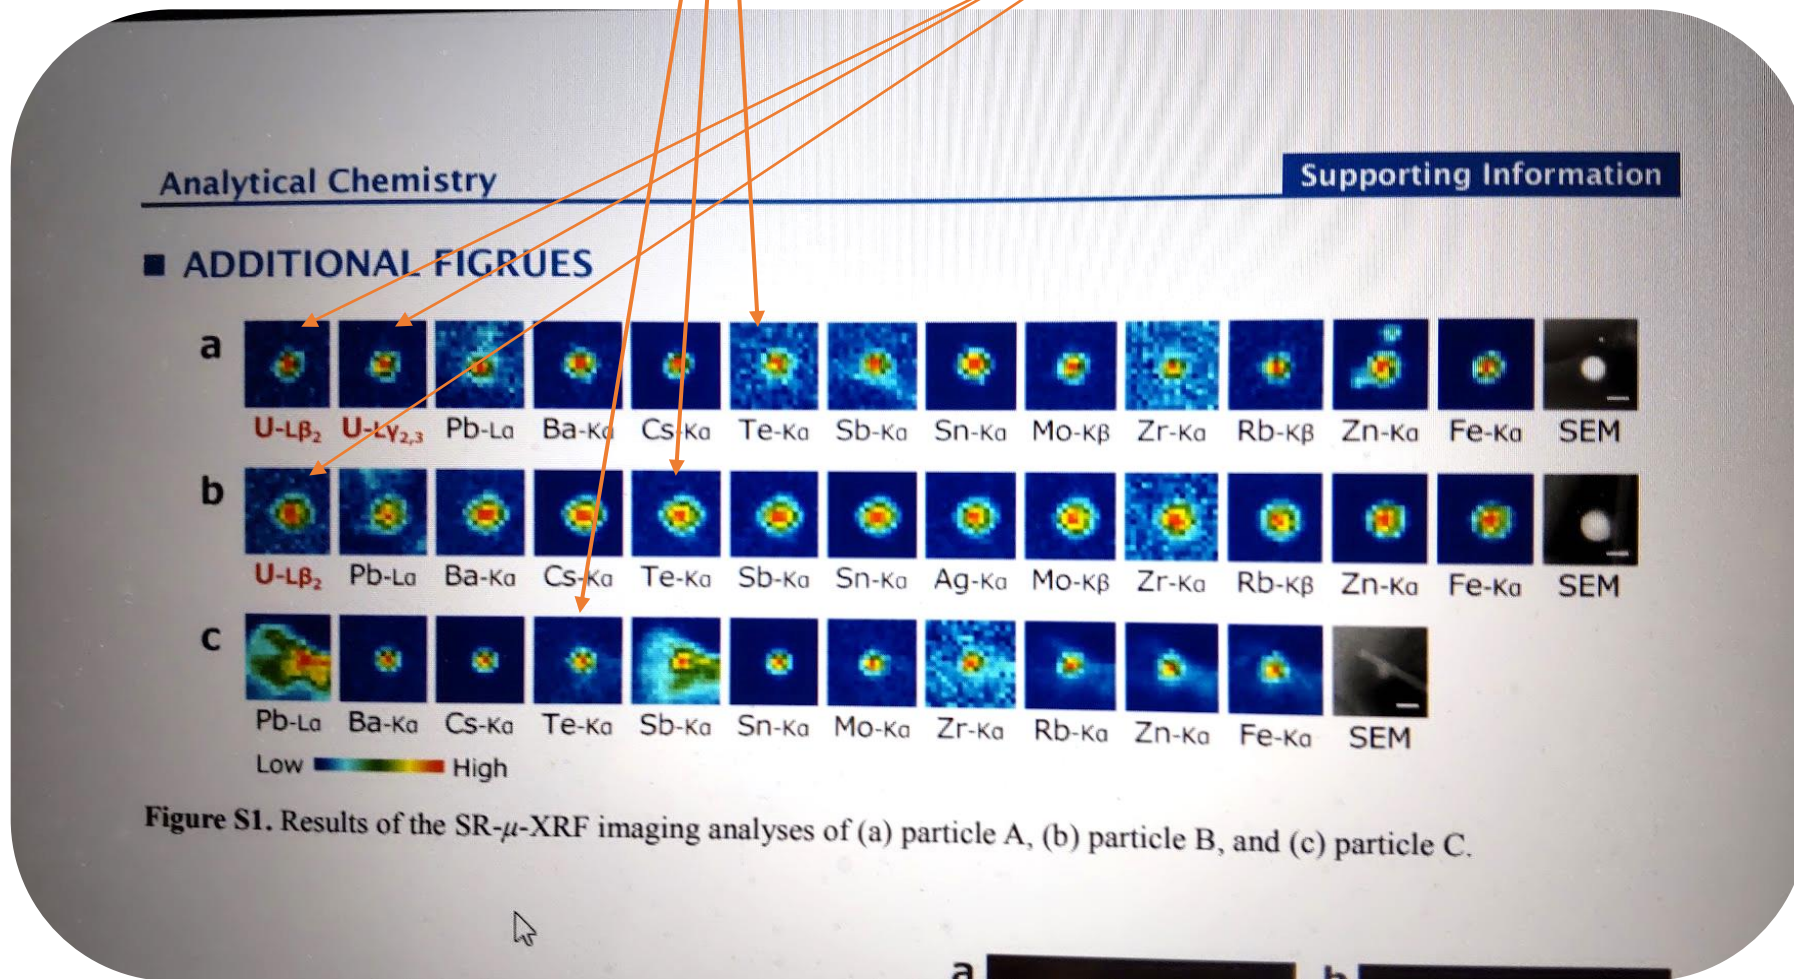 Analytical Chemistry
Supporting Information
■ ADDITIONAL FIGRUES
a
U-Lβ₂ U-Lγ₂,₃ Pb-Lα Ba-Kα Cs-Kα Te-Kα Sb-Kα Sn-Kα Mo-Kβ Zr-Kα Rb-Kβ Zn-Kα Fe-Kα SEM
b
U-Lβ₂ Pb-Lα Ba-Kα Cs-Kα Te-Kα Sb-Kα Sn-Kα Ag-Kα Mo-Kβ Zr-Kα Rb-Kβ Zn-Kα Fe-Kα SEM
c
Pb-Lα Ba-Kα Cs-Kα Te-Kα Sb-Kα Sn-Kα Mo-Kα Zr-Kα Rb-Kα Zn-Kα Fe-Kα SEM
Low High
Figure S1. Results of the SR-μ-XRF imaging analyses of (a) particle A, (b) particle B, and (c) particle C.
a b